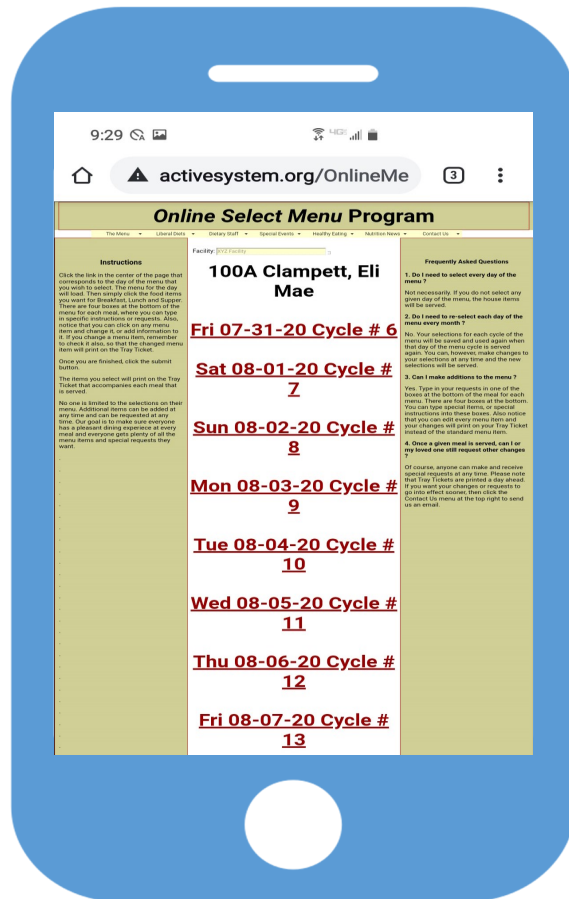 9:29
4GE
activesystem.org/OnlineMe
3
Online Select Menu Program
The Menu Liberal Diets Dietary Staff Special Events Healthy Eating Nutrition News Contact Us
Instructions
Click the link in the center of the page that
corresponds to the day of the menu that
you wish to select. The menu for the day
will load. Then simply click the food items
you want for Breakfast, Lunch and Supper.
There are four boxes at the bottom of the
menu for each meal, where you can type
in specific instructions or requests. Also,
notice that you can click on any menu
item and change it, or add information to
it. If you change a menu item, remember
to check it also, so that the changed menu
item will print on the Tray Ticket.
Once you are finished, click the submit
button.
The items you select will print on the Tray
Ticket that accompanies each meal that
is served.
No one is limited to the selections on their
menu. Additional items can be added at
any time and can be requested at any
time. Our goal is to make sure everyone
has a pleasant dining experiece at every
meal and everyone gets plenty of all the
menu items and special requests they
want.
Facility: XYZ Facility
100A Clampett, Eli
Mae
Fri 07-31-20 Cycle # 6
Sat 08-01-20 Cycle #
7
Sun 08-02-20 Cycle #
8
Mon 08-03-20 Cycle #
9
Tue 08-04-20 Cycle #
10
Wed 08-05-20 Cycle #
11
Thu 08-06-20 Cycle #
12
Fri 08-07-20 Cycle #
13
Frequently Asked Questions
1. Do I need to select every day of the
menu ?
Not necessarily. If you do not select any
given day of the menu, the house items
will be served.
2. Do I need to re-select each day of the
menu every month ?
No. Your selections for each cycle of the
menu will be saved and used again when
that day of the menu cycle is served
again. You can, however, make changes to
your selections at any time and the new
selections will be served.
3. Can I make additions to the menu ?
Yes. Type in your requests in one of the
boxes at the bottom of the meal for each
menu. There are four boxes at the bottom.
You can type special items, or special
instructions into these boxes. Also notice
that you can edit every menu item and
your changes will print on your Tray Ticket
instead of the standard menu item.
4. Once a given meal is served, can I or
my loved one still request other changes
?
Of course, anyone can make and receive
special requests at any time. Please note
that Tray Tickets are printed a day ahead.
If you want your changes or requests to
go into effect sooner, then click the
Contact Us menu at the top right to send
us an email.